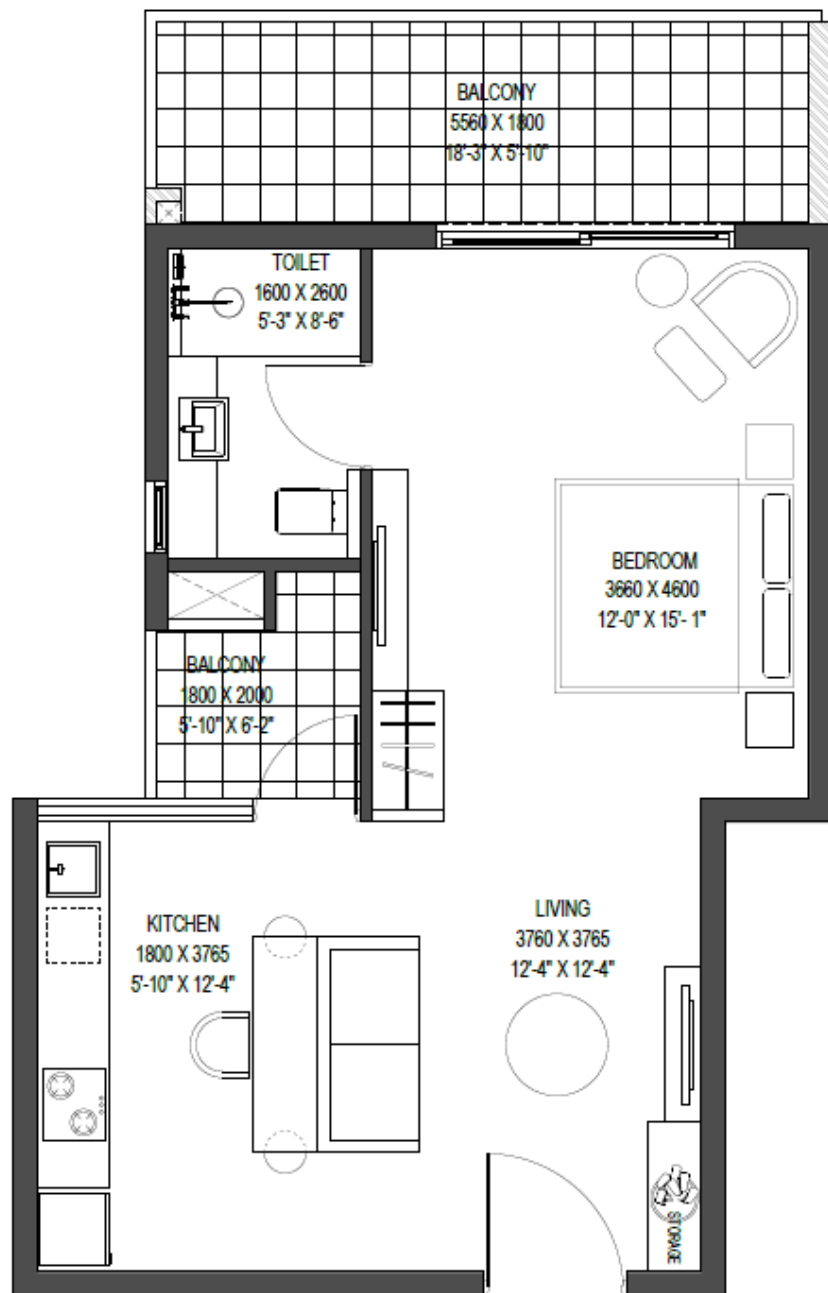 BALCONY
5560 X 1800
18'-3" X 5'-10"
TOILET
1600 X 2600
5'-3" X 8'-6"
BEDROOM
3660 X 4600
12'-0" X 15'- 1"
BALCONY
1800 X 2000
5'-10" X 6'-2"
KITCHEN
1800 X 3765
5'-10" X 12'-4"
LIVING
3760 X 3765
12'-4" X 12'-4"
STORAGE